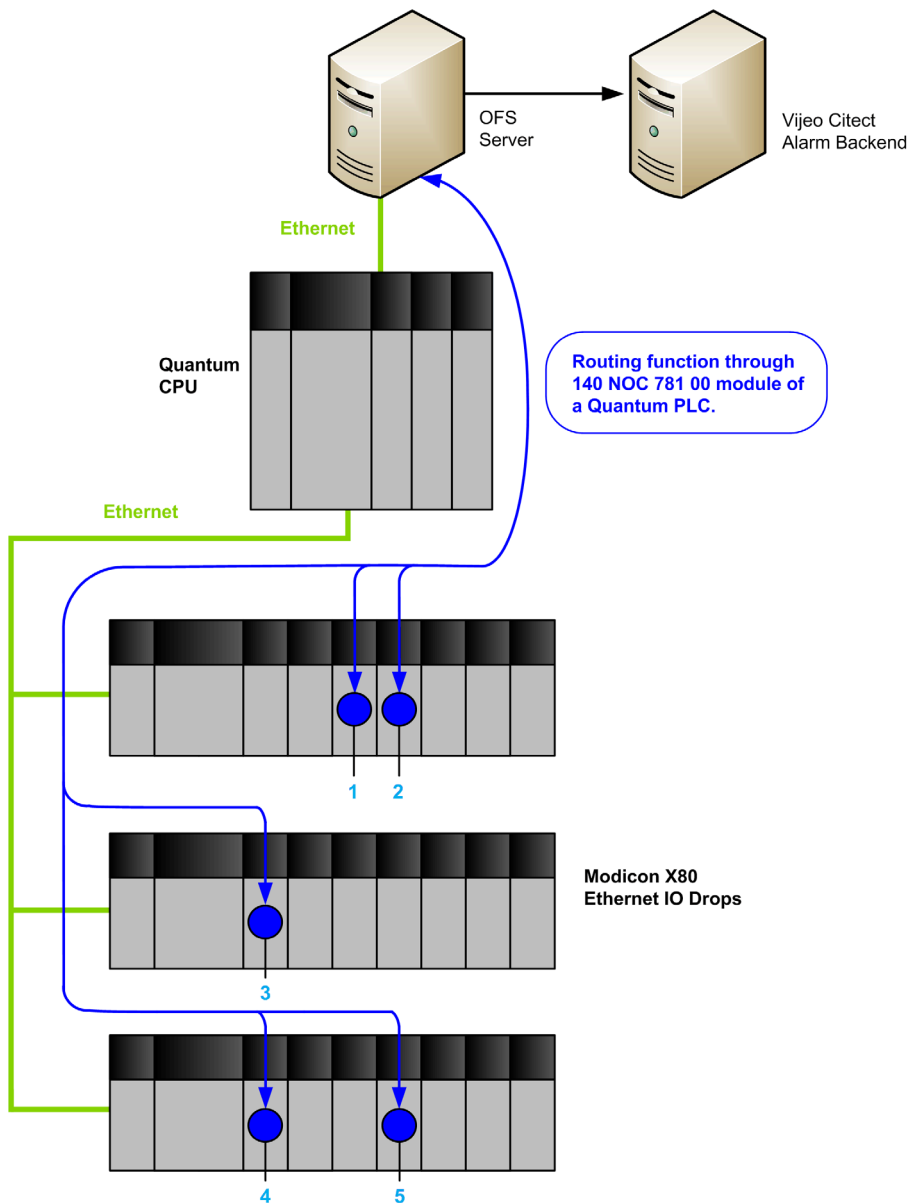 OFS
Server
Vijeo Citect
Alarm Backend
Ethernet
Quantum
CPU
Routing function through
140 NOC 781 00 module of
a Quantum PLC.
Ethernet
1
2
Modicon X80
Ethernet IO Drops
3
4
5